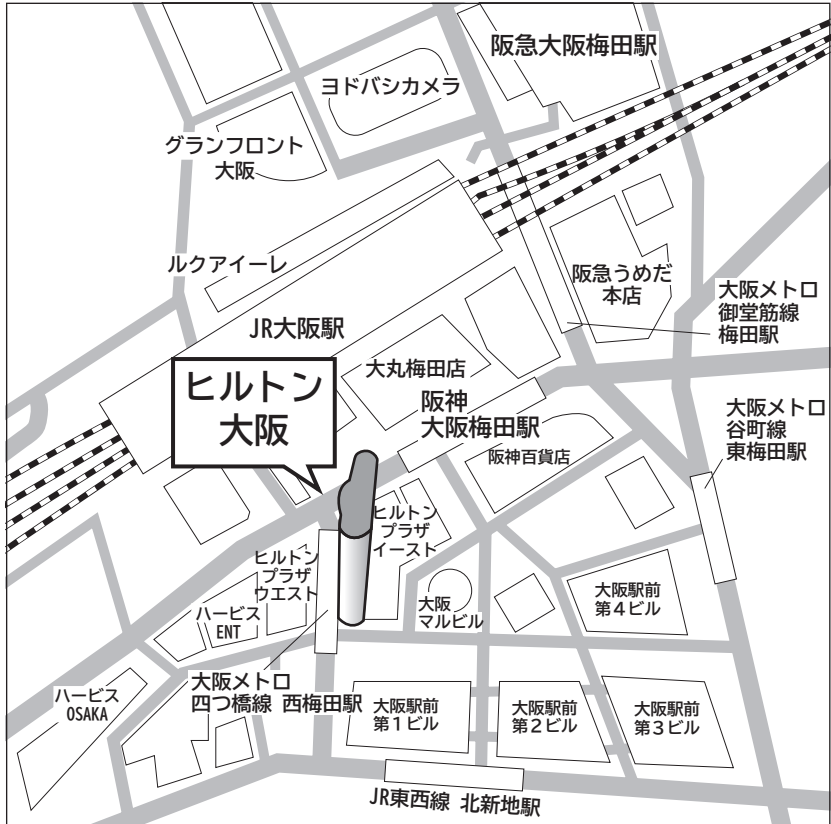 阪急大阪梅田駅
ヨドバシカメラ
グランフロント
大阪
ルクアイーレ
阪急うめだ
本店
大阪メトロ
御堂筋線
梅田駅
JR大阪駅
大丸梅田店
ヒルトン
大阪
阪神
大阪梅田駅
大阪メトロ
谷町線
東梅田駅
阪神百貨店
ヒルトン
プラザ
イースト
ヒルトン
プラザ
ウエスト
大阪
マルビル
大阪駅前
第4ビル
ハービス
ENT
大阪メトロ
四つ橋線 西梅田駅
ハービス
OSAKA
大阪駅前
第1ビル
大阪駅前
第2ビル
大阪駅前
第3ビル
JR東西線 北新地駅